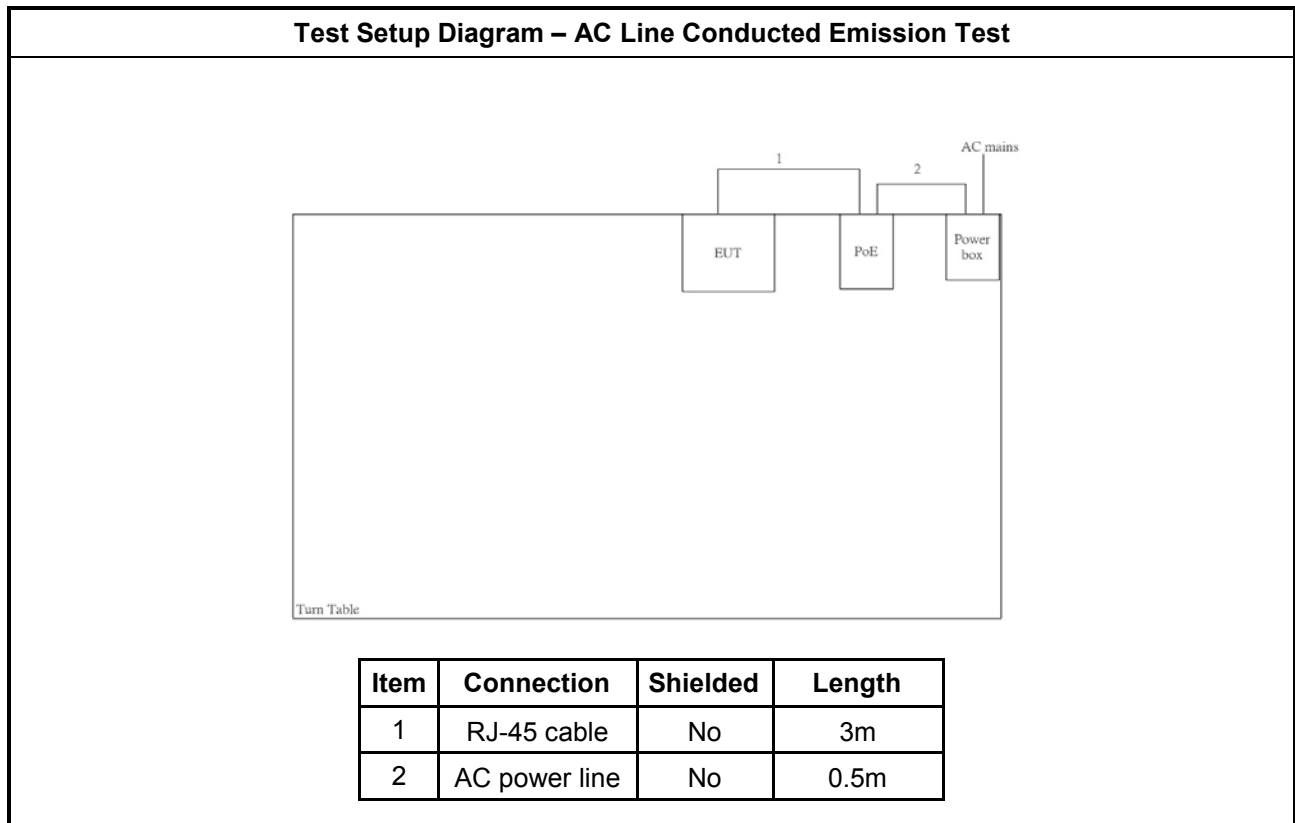 Test Setup Diagram – AC Line Conducted Emission Test
AC mains
1
2
EUT
PoE
Power
box
Turn Table
Item Connection Shielded Length
1 RJ-45 cable No 3m
2 AC power line No 0.5m